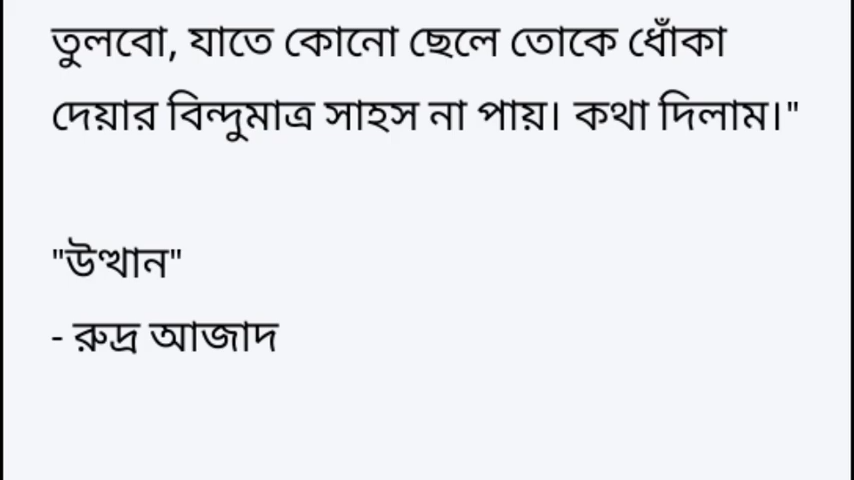 তুলবো, যাতে কোনো ছেলে তোকে ধোঁকা
দেয়ার বিন্দুমাত্র সাহস না পায়। কথা দিলাম।"
"উত্থান"
- রুদ্র আজাদ